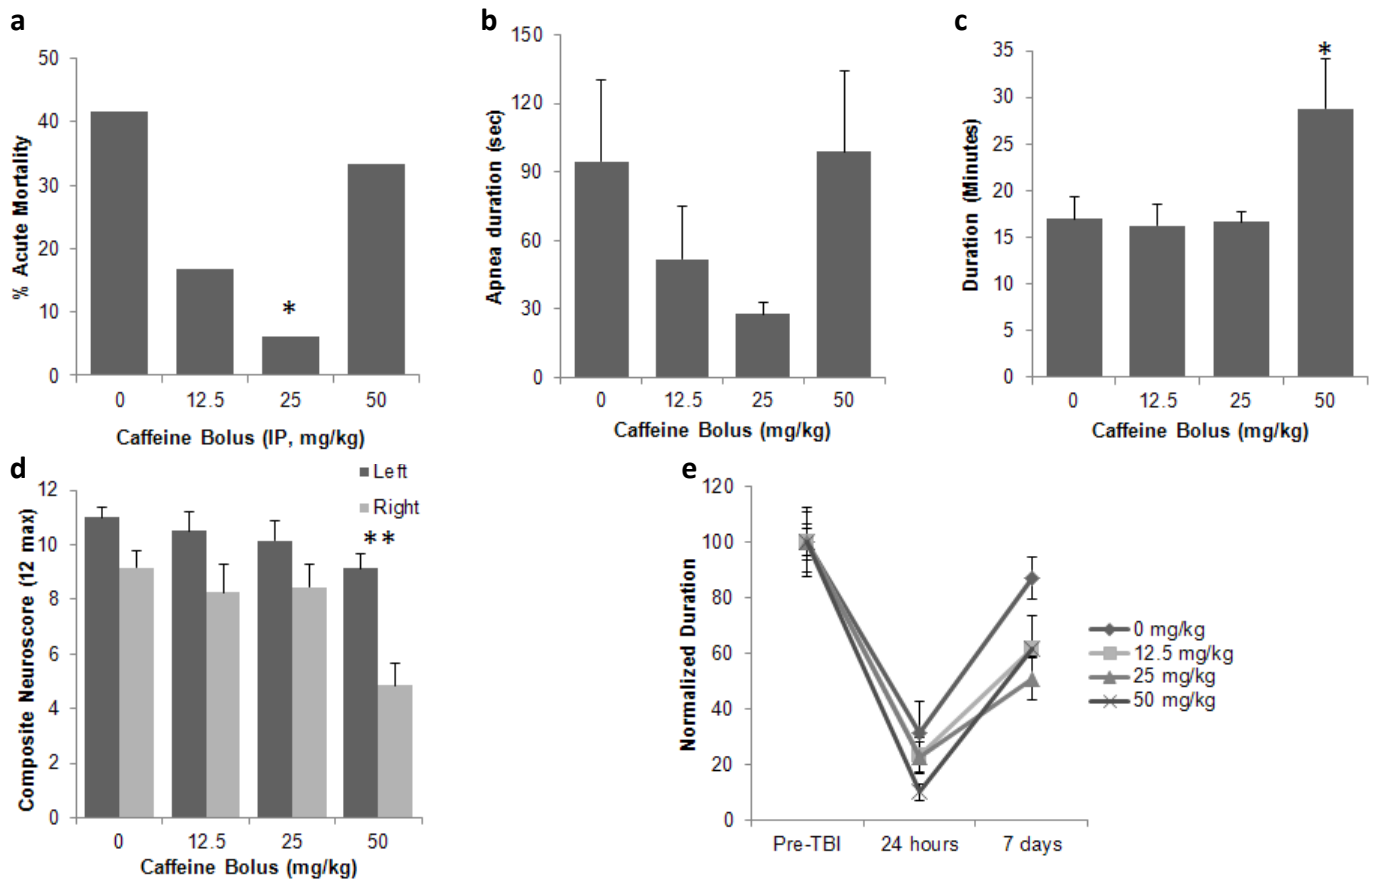 a
50
40
30
20
10
0
% Acute Mortality
*
0 12.5 25 50
Caffeine Bolus (IP, mg/kg)
b
150
120
90
60
30
0
Apnea duration (sec)
0 12.5 25 50
Caffeine Bolus (mg/kg)
c
35
30
25
20
15
10
5
0
Duration (Minutes)
*
0 12.5 25 50
Caffeine Bolus (mg/kg)
d
Left
Right
12
10
8
6
4
2
0
Composite Neuroscore (12 max)
**
0 12.5 25 50
Caffeine Bolus (mg/kg)
e
120
100
80
60
40
20
0
Normalized Duration
Pre-TBI 24 hours 7 days
0 mg/kg
12.5 mg/kg
25 mg/kg
50 mg/kg